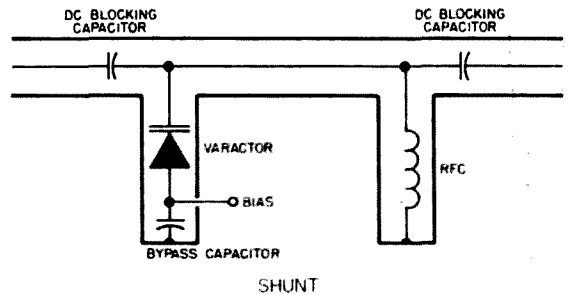 DC BLOCKING
CAPACITOR
DC BLOCKING
CAPACITOR
VARACTOR
RFC
BIAS
BYPASS CAPACITOR
SHUNT